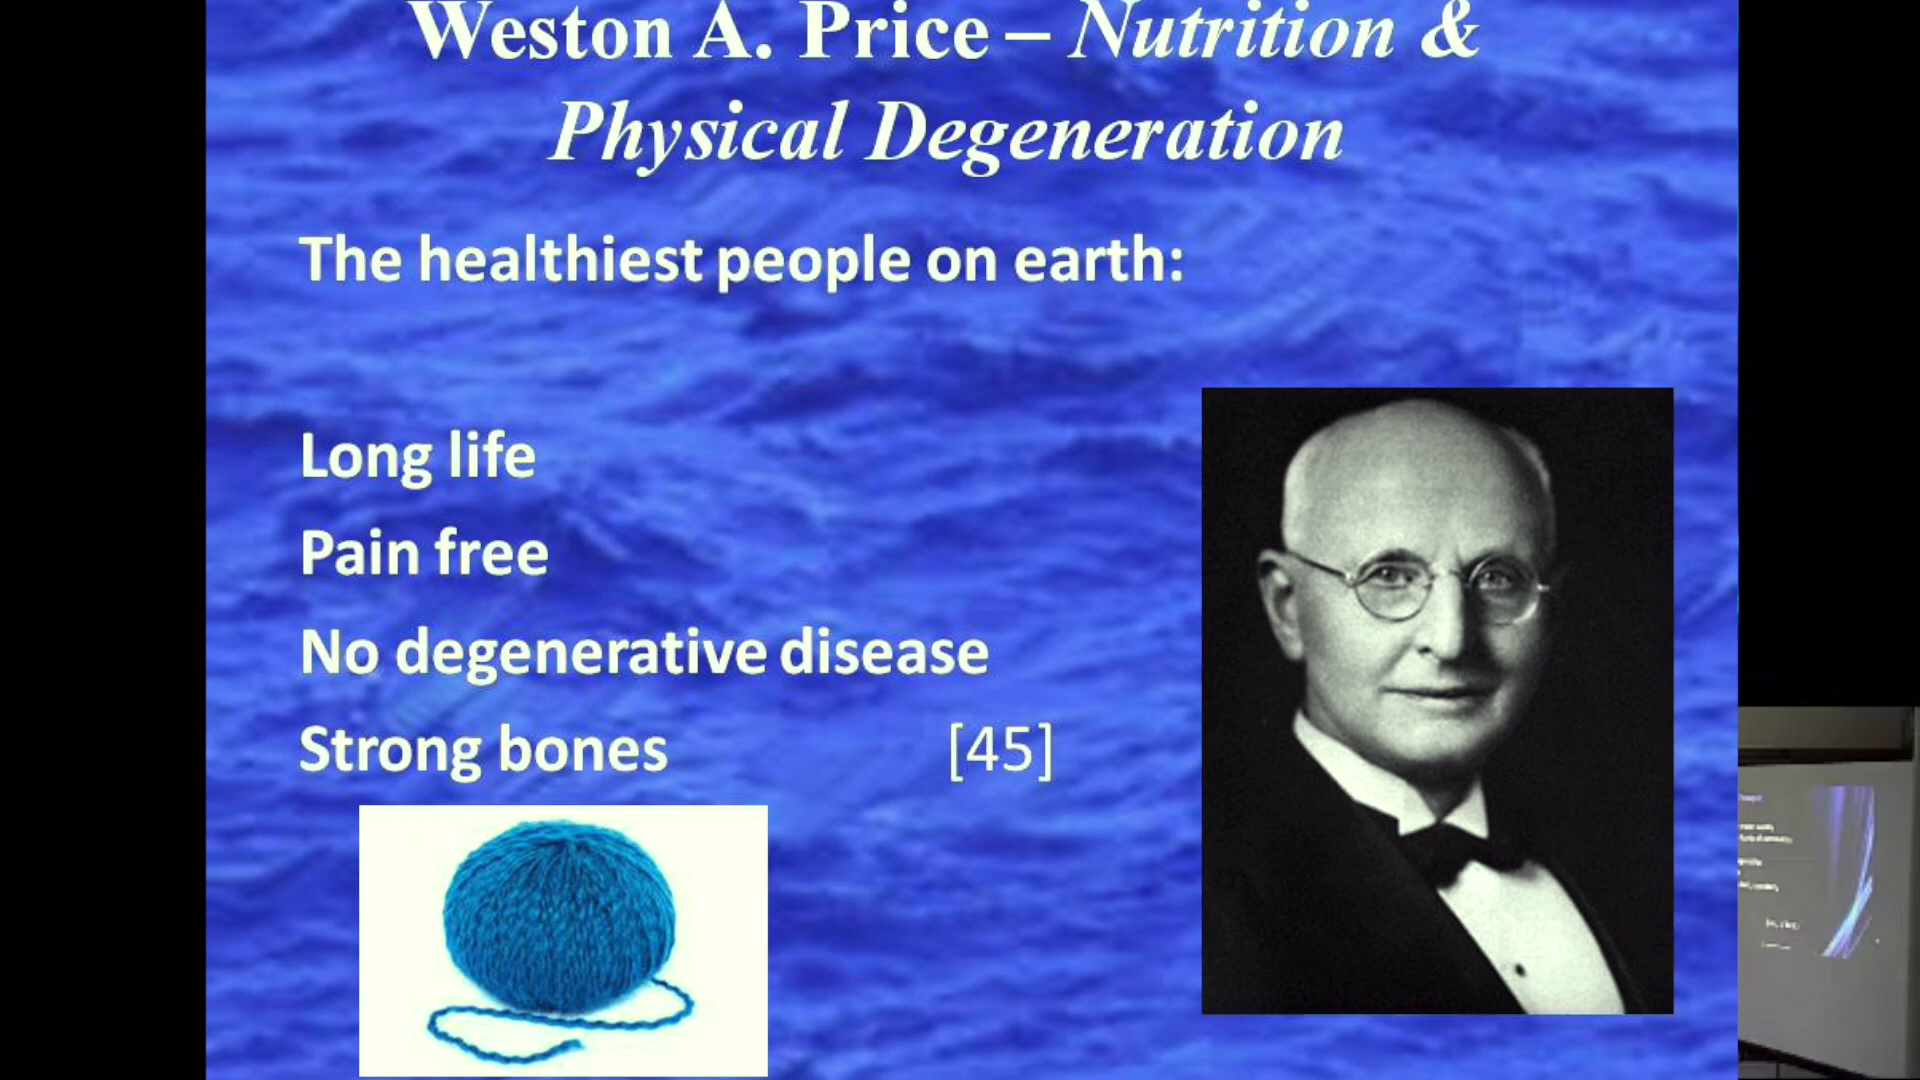 Weston A. Price – Nutrition &
Physical Degeneration
The healthiest people on earth:
Long life
Pain free
No degenerative disease
Strong bones [45]